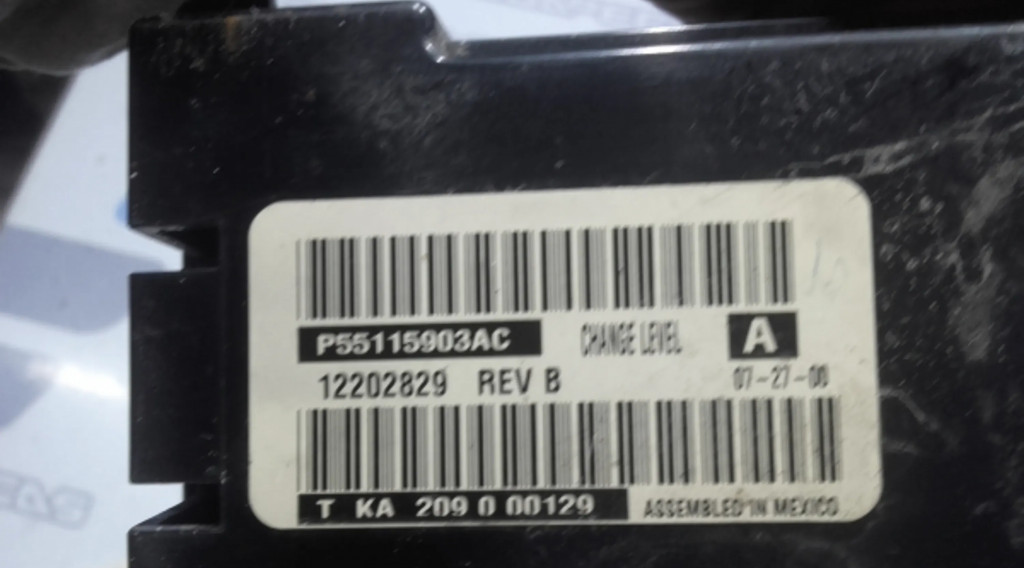 P55115903AC CHANGE LEVEL A
12202829 REV B 07-27-00
T KA 209 0 00129 ASSEMBLED IN MEXICO